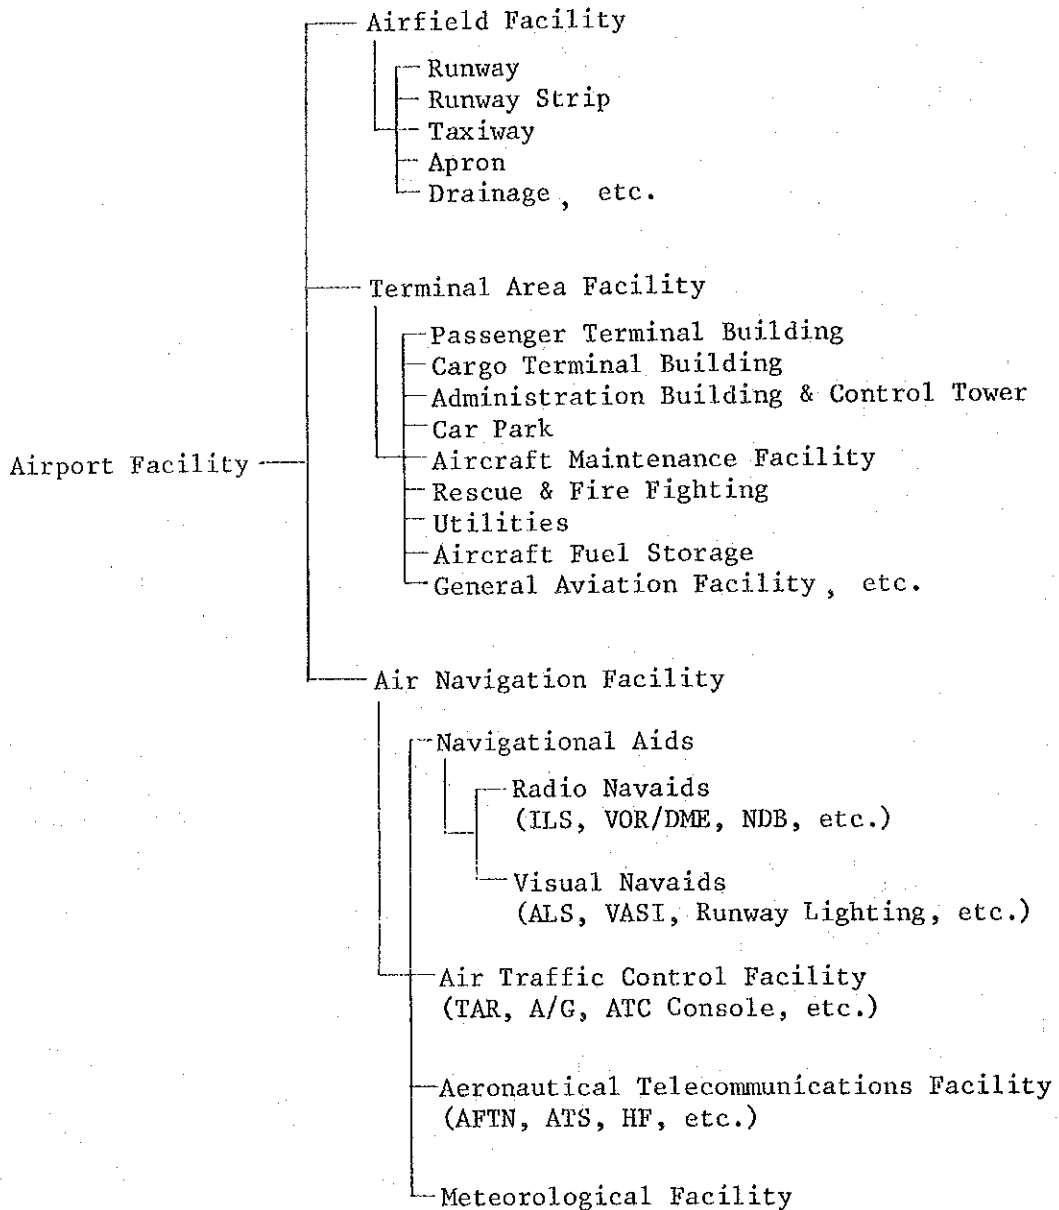 Airfield Facility
Runway
Runway Strip
Taxiway
Apron
Drainage, etc.
Terminal Area Facility
Passenger Terminal Building
Cargo Terminal Building
Administration Building & Control Tower
Car Park
Airport Facility
Aircraft Maintenance Facility
Rescue & Fire Fighting
Utilities
Aircraft Fuel Storage
General Aviation Facility, etc.
Air Navigation Facility
Navigational Aids
Radio Navaids
(ILS, VOR/DME, NDB, etc.)
Visual Navaids
(ALS, VASI, Runway Lighting, etc.)
Air Traffic Control Facility
(TAR, A/G, ATC Console, etc.)
Aeronautical Telecommunications Facility
(AFTN, ATS, HF, etc.)
Meteorological Facility